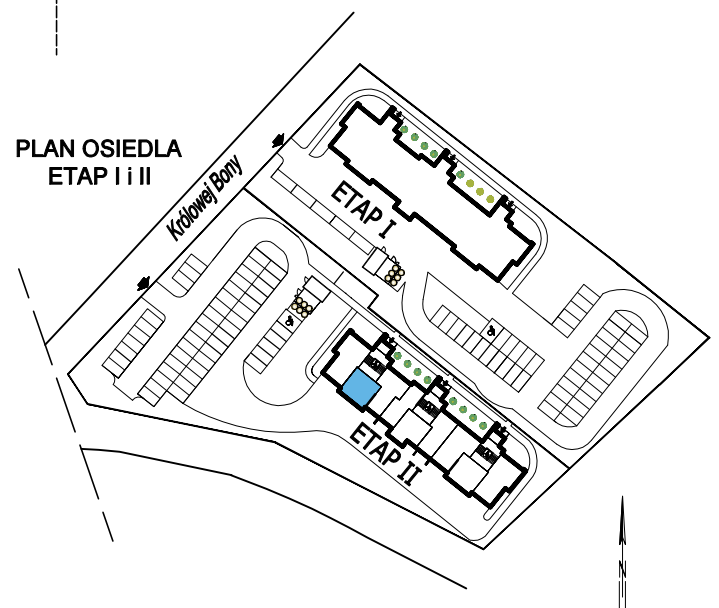 PLAN OSIEDLA
ETAP I i II
Królowej Bony
ETAP I
ETAP II
N